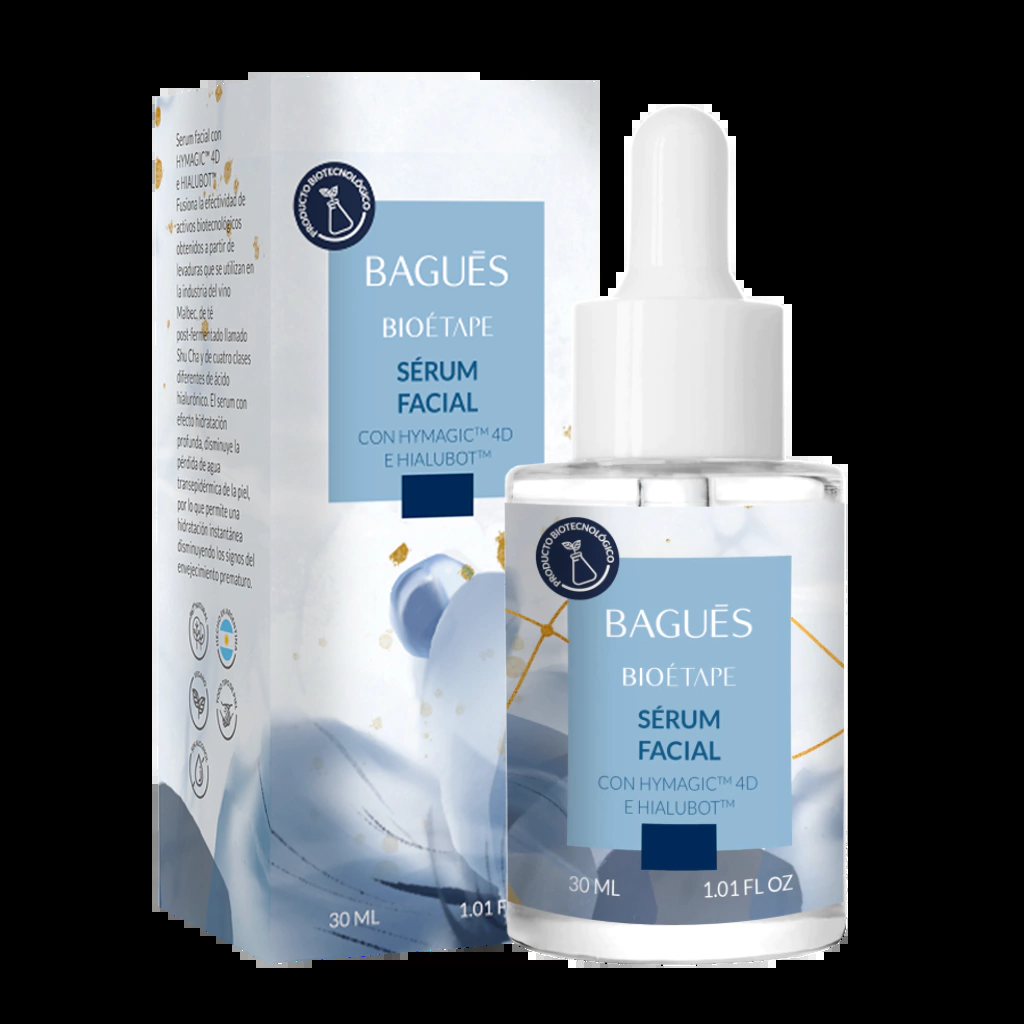 Serum facial con
HYMAGIC™ 4D
e HIALUBOT™
Fusiona la efectividad de
activos biotecnológicos
obtenidos a partir de
levaduras que se utilizan en
la industria del vino
Malbec, de té
post-fermentado llamado
Shu Cha y de cuatro clases
diferentes de ácido
hialurónico. El serum con
efecto hidratación
profunda, disminuye la
pérdida de agua
transepidérmica de la piel,
por lo que permite una
hidratación instantánea
disminuyendo los signos del
envejecimiento prematuro.
PRODUCTO BIOTECNOLÓGICO
BAGUĒS
BIOÉTAPE
SÉRUM
FACIAL
CON HYMAGIC™ 4D
E HIALUBOT™
30 ML
1.01 F
PRODUCTO BIOTECNOLÓGICO
BAGUĒS
BIOÉTAPE
SÉRUM
FACIAL
CON HYMAGIC™ 4D
E HIALUBOT™
30 ML
1.01 FL OZ